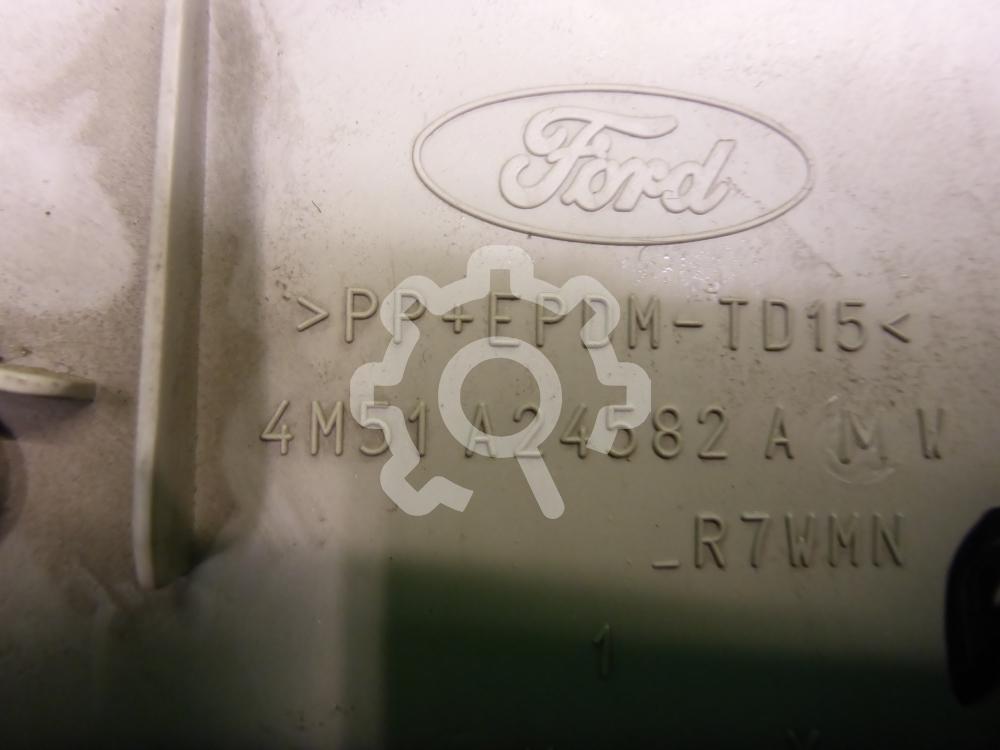 Ford
>PP+EPDM-TD15<
4M51 A24582 A M W
_R7WMN
1